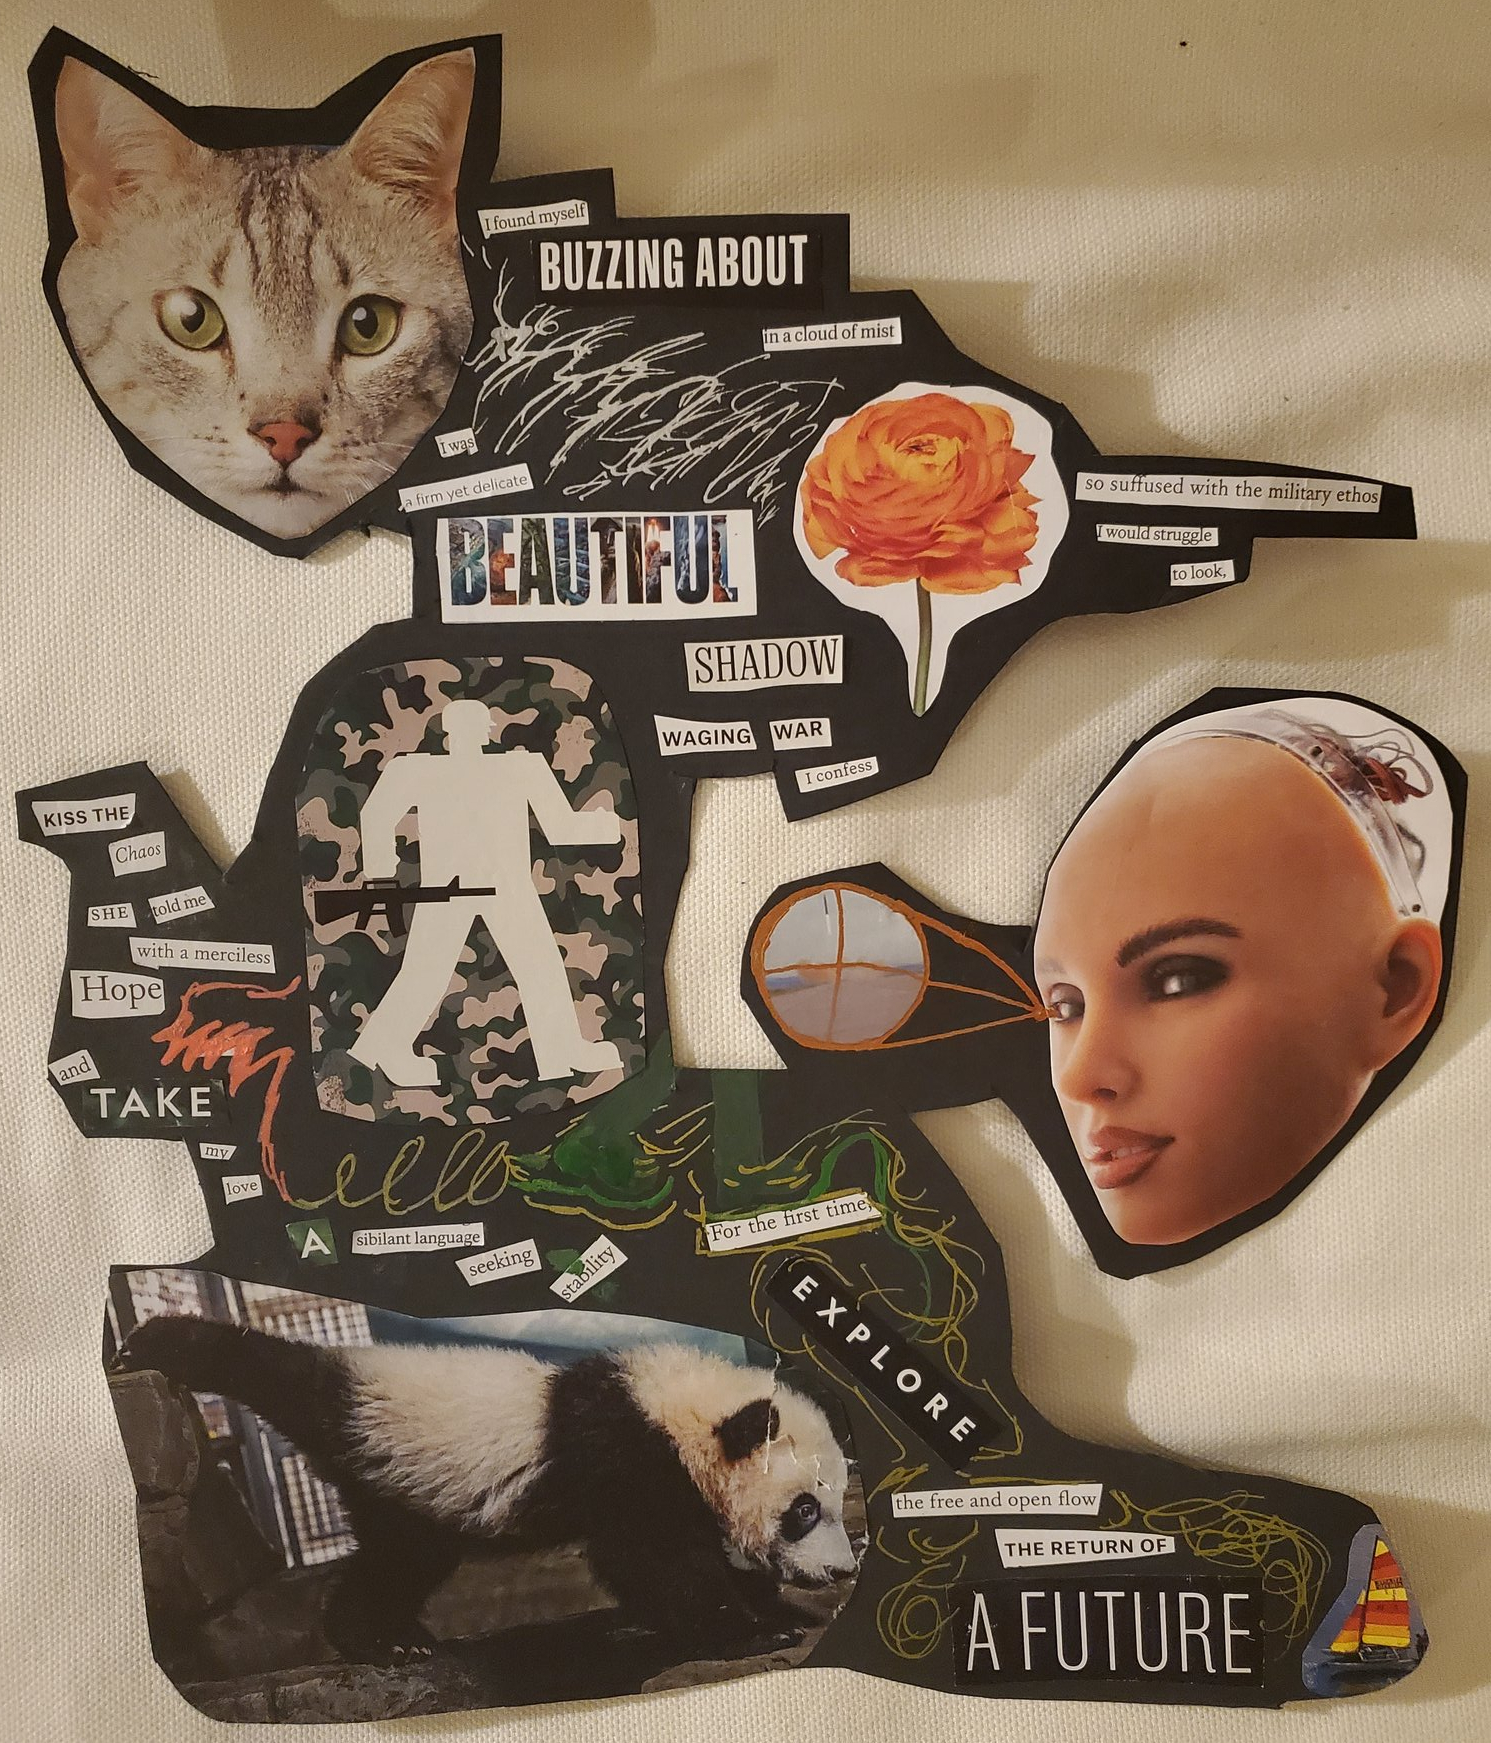 I found myself
BUZZING ABOUT
in a cloud of mist
I was
a firm yet delicate
BEAUTIFUL
SHADOW
WAGING WAR
I confess
so suffused with the military ethos
I would struggle
to look,
KISS THE
Chaos
SHE told me
with a merciless
Hope
and
TAKE
my
love
A sibilant language
seeking
stability
For the first time,
EXPLORE
the free and open flow
THE RETURN OF
A FUTURE